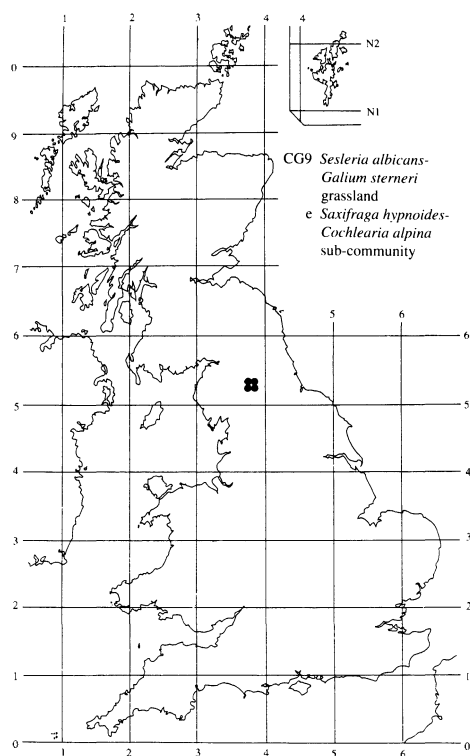 1 2 3 4 4
N2
0
N1
9
CG9 Sesleria albicans-
Galium sterneri
grassland
8
e Saxifraga hypnoides-
Cochlearia alpina
sub-community
7
6 6
5 5
4 4
3 3
2 2
1 1
0 0
1 2 3 4 5 6